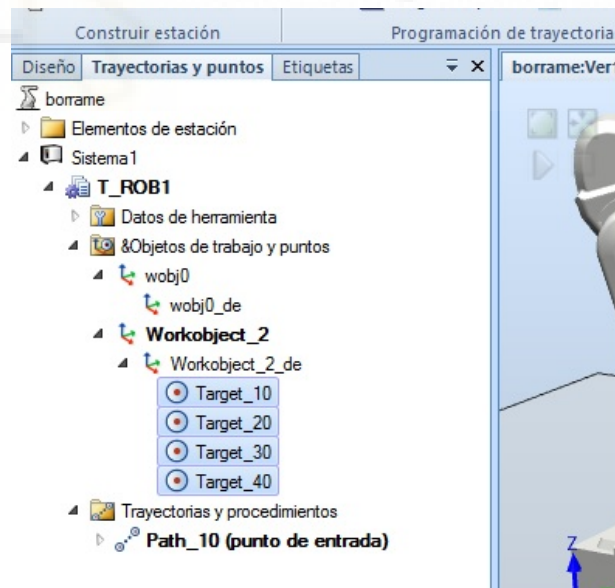 Construir estación
Programación de trayectoria
Diseño Trayectorias y puntos Etiquetas
borrame
Elementos de estación
Sistema1
T_ROB1
Datos de herramienta
&Objetos de trabajo y puntos
wobj0
wobj0_de
Workobject_2
Workobject_2_de
Target_10
Target_20
Target_30
Target_40
Trayectorias y procedimientos
Path_10 (punto de entrada)
borrame:Ver
Z